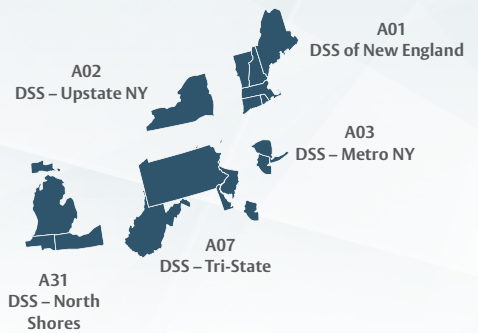 A01
DSS of New England
A02
DSS – Upstate NY
A03
DSS – Metro NY
A07
DSS – Tri-State
A31
DSS – North
Shores